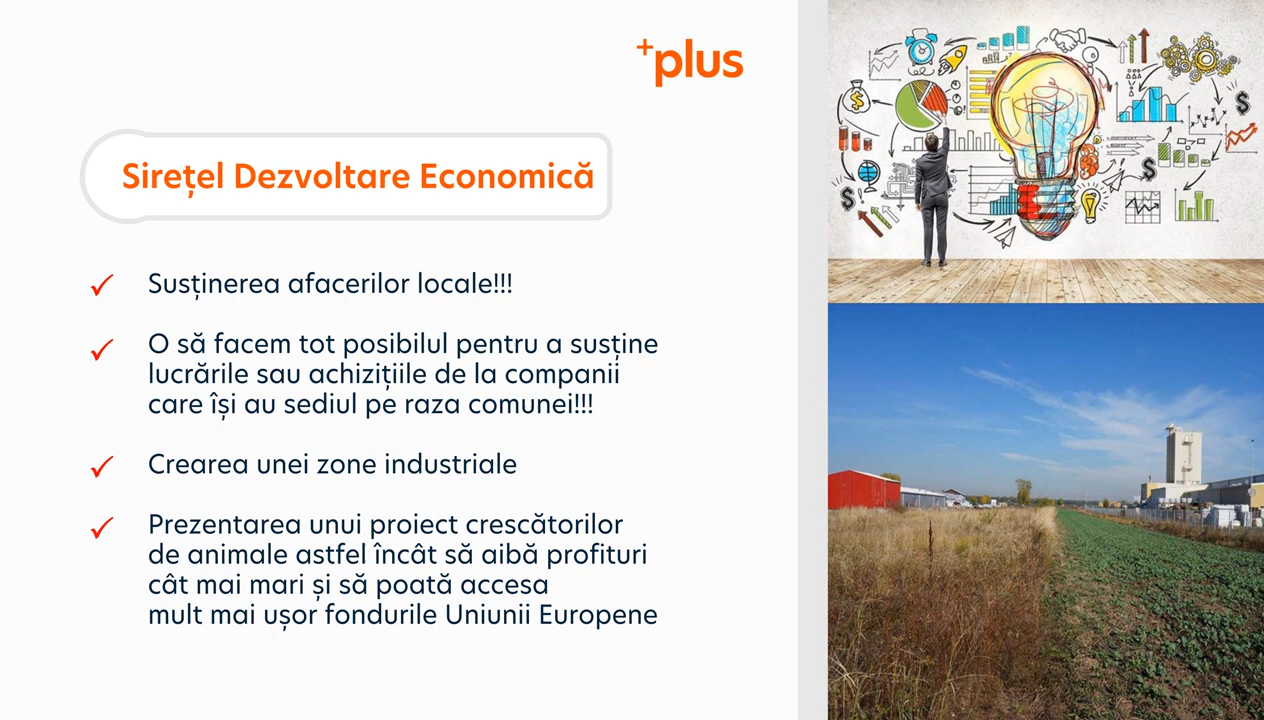 +plus
Sirețel Dezvoltare Economică
Susținerea afacerilor locale!!!
O să facem tot posibilul pentru a susține
lucrările sau achizițiile de la companii
care își au sediul pe raza comunei!!!
Crearea unei zone industriale
Prezentarea unui proiect crescătorilor
de animale astfel încât să aibă profituri
cât mai mari și să poată accesa
mult mai ușor fondurile Uniunii Europene